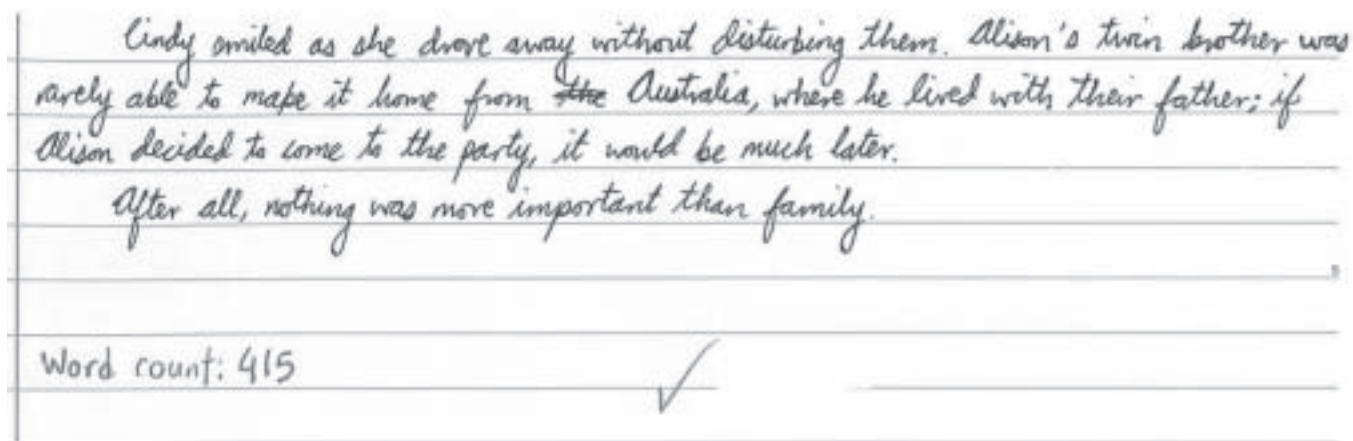 Cindy smiled as she drove away without disturbing them. Alison's twin brother was
rarely able to make it home from the Australia, where he lived with their father; if
Alison decided to come to the party, it would be much later.
After all, nothing was more important than family.
Word count: 415